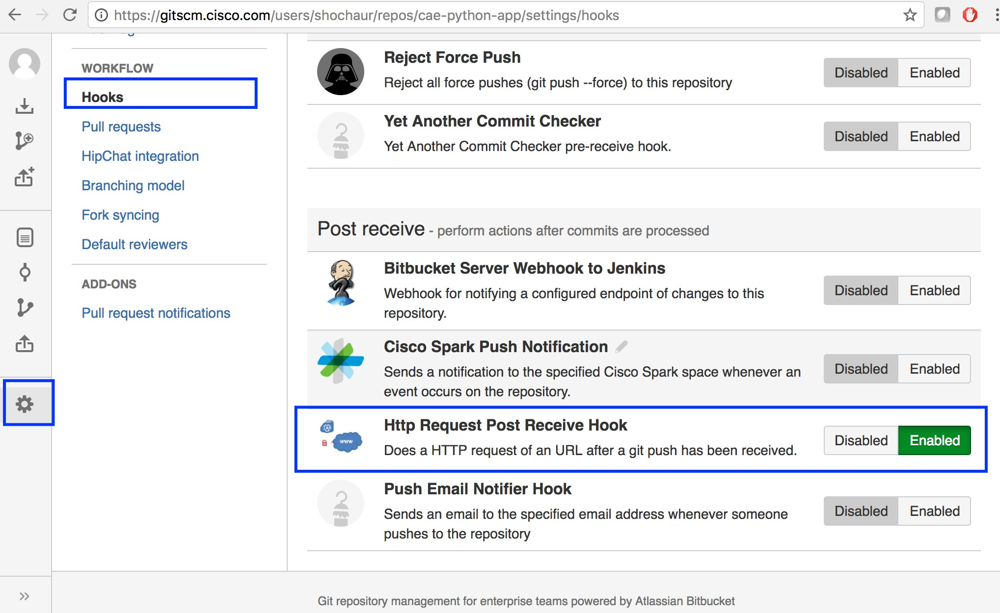 https://gitscm.cisco.com/users/shochaur/repos/cae-python-app/settings/hooks
WORKFLOW
Hooks
Pull requests
HipChat integration
Branching model
Fork syncing
Default reviewers
ADD-ONS
Pull request notifications
Reject Force Push
Reject all force pushes (git push --force) to this repository
Disabled Enabled
Yet Another Commit Checker
Yet Another Commit Checker pre-receive hook.
Disabled Enabled
Post receive - perform actions after commits are processed
Bitbucket Server Webhook to Jenkins
Webhook for notifying a configured endpoint of changes to this
repository.
Disabled Enabled
Cisco Spark Push Notification
Sends a notification to the specified Cisco Spark space whenever an
event occurs on the repository.
Disabled Enabled
www
Http Request Post Receive Hook
Does a HTTP request of an URL after a git push has been received.
Disabled Enabled
Push Email Notifier Hook
Sends an email to the specified email address whenever someone
pushes to the repository
Disabled Enabled
Git repository management for enterprise teams powered by Atlassian Bitbucket